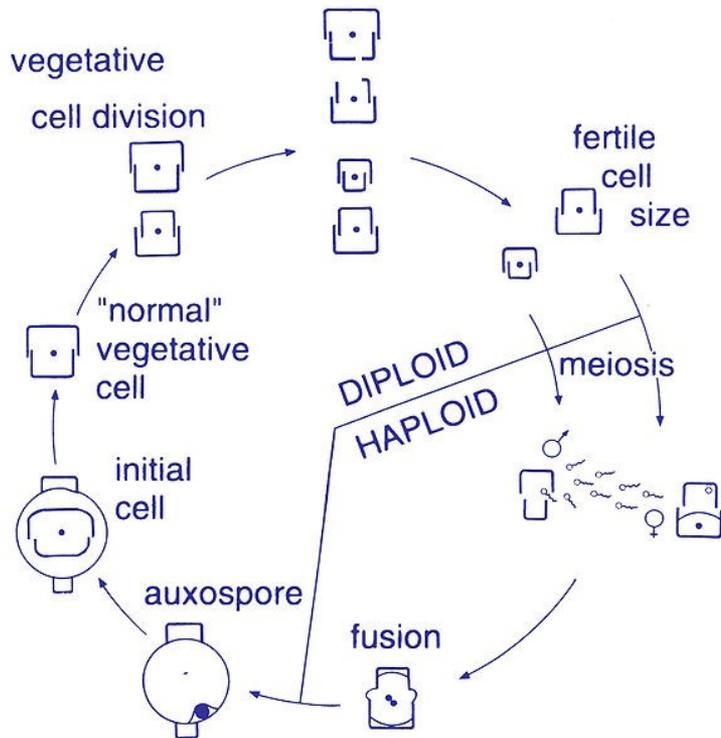 vegetative
cell division
fertile
cell
size
"normal"
vegetative
cell
DIPLOID
HAPLOID
meiosis
♂
♀
initial
cell
auxospore
fusion